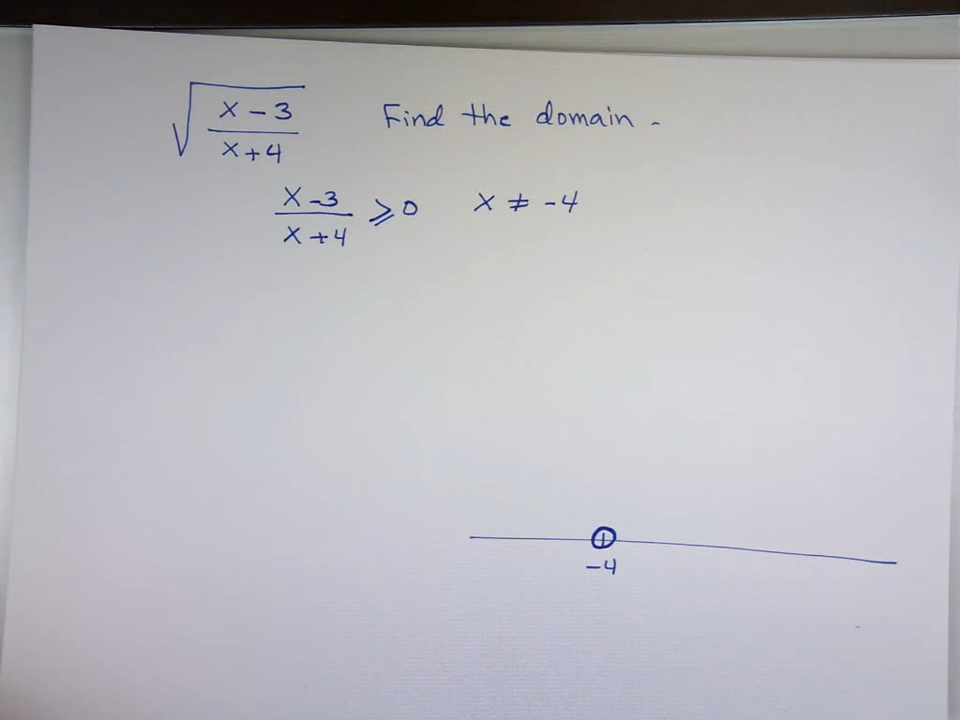 √((x-3)/(x+4)) Find the domain.
(x-3)/(x+4) ⩾ 0 x ≠ -4
-4